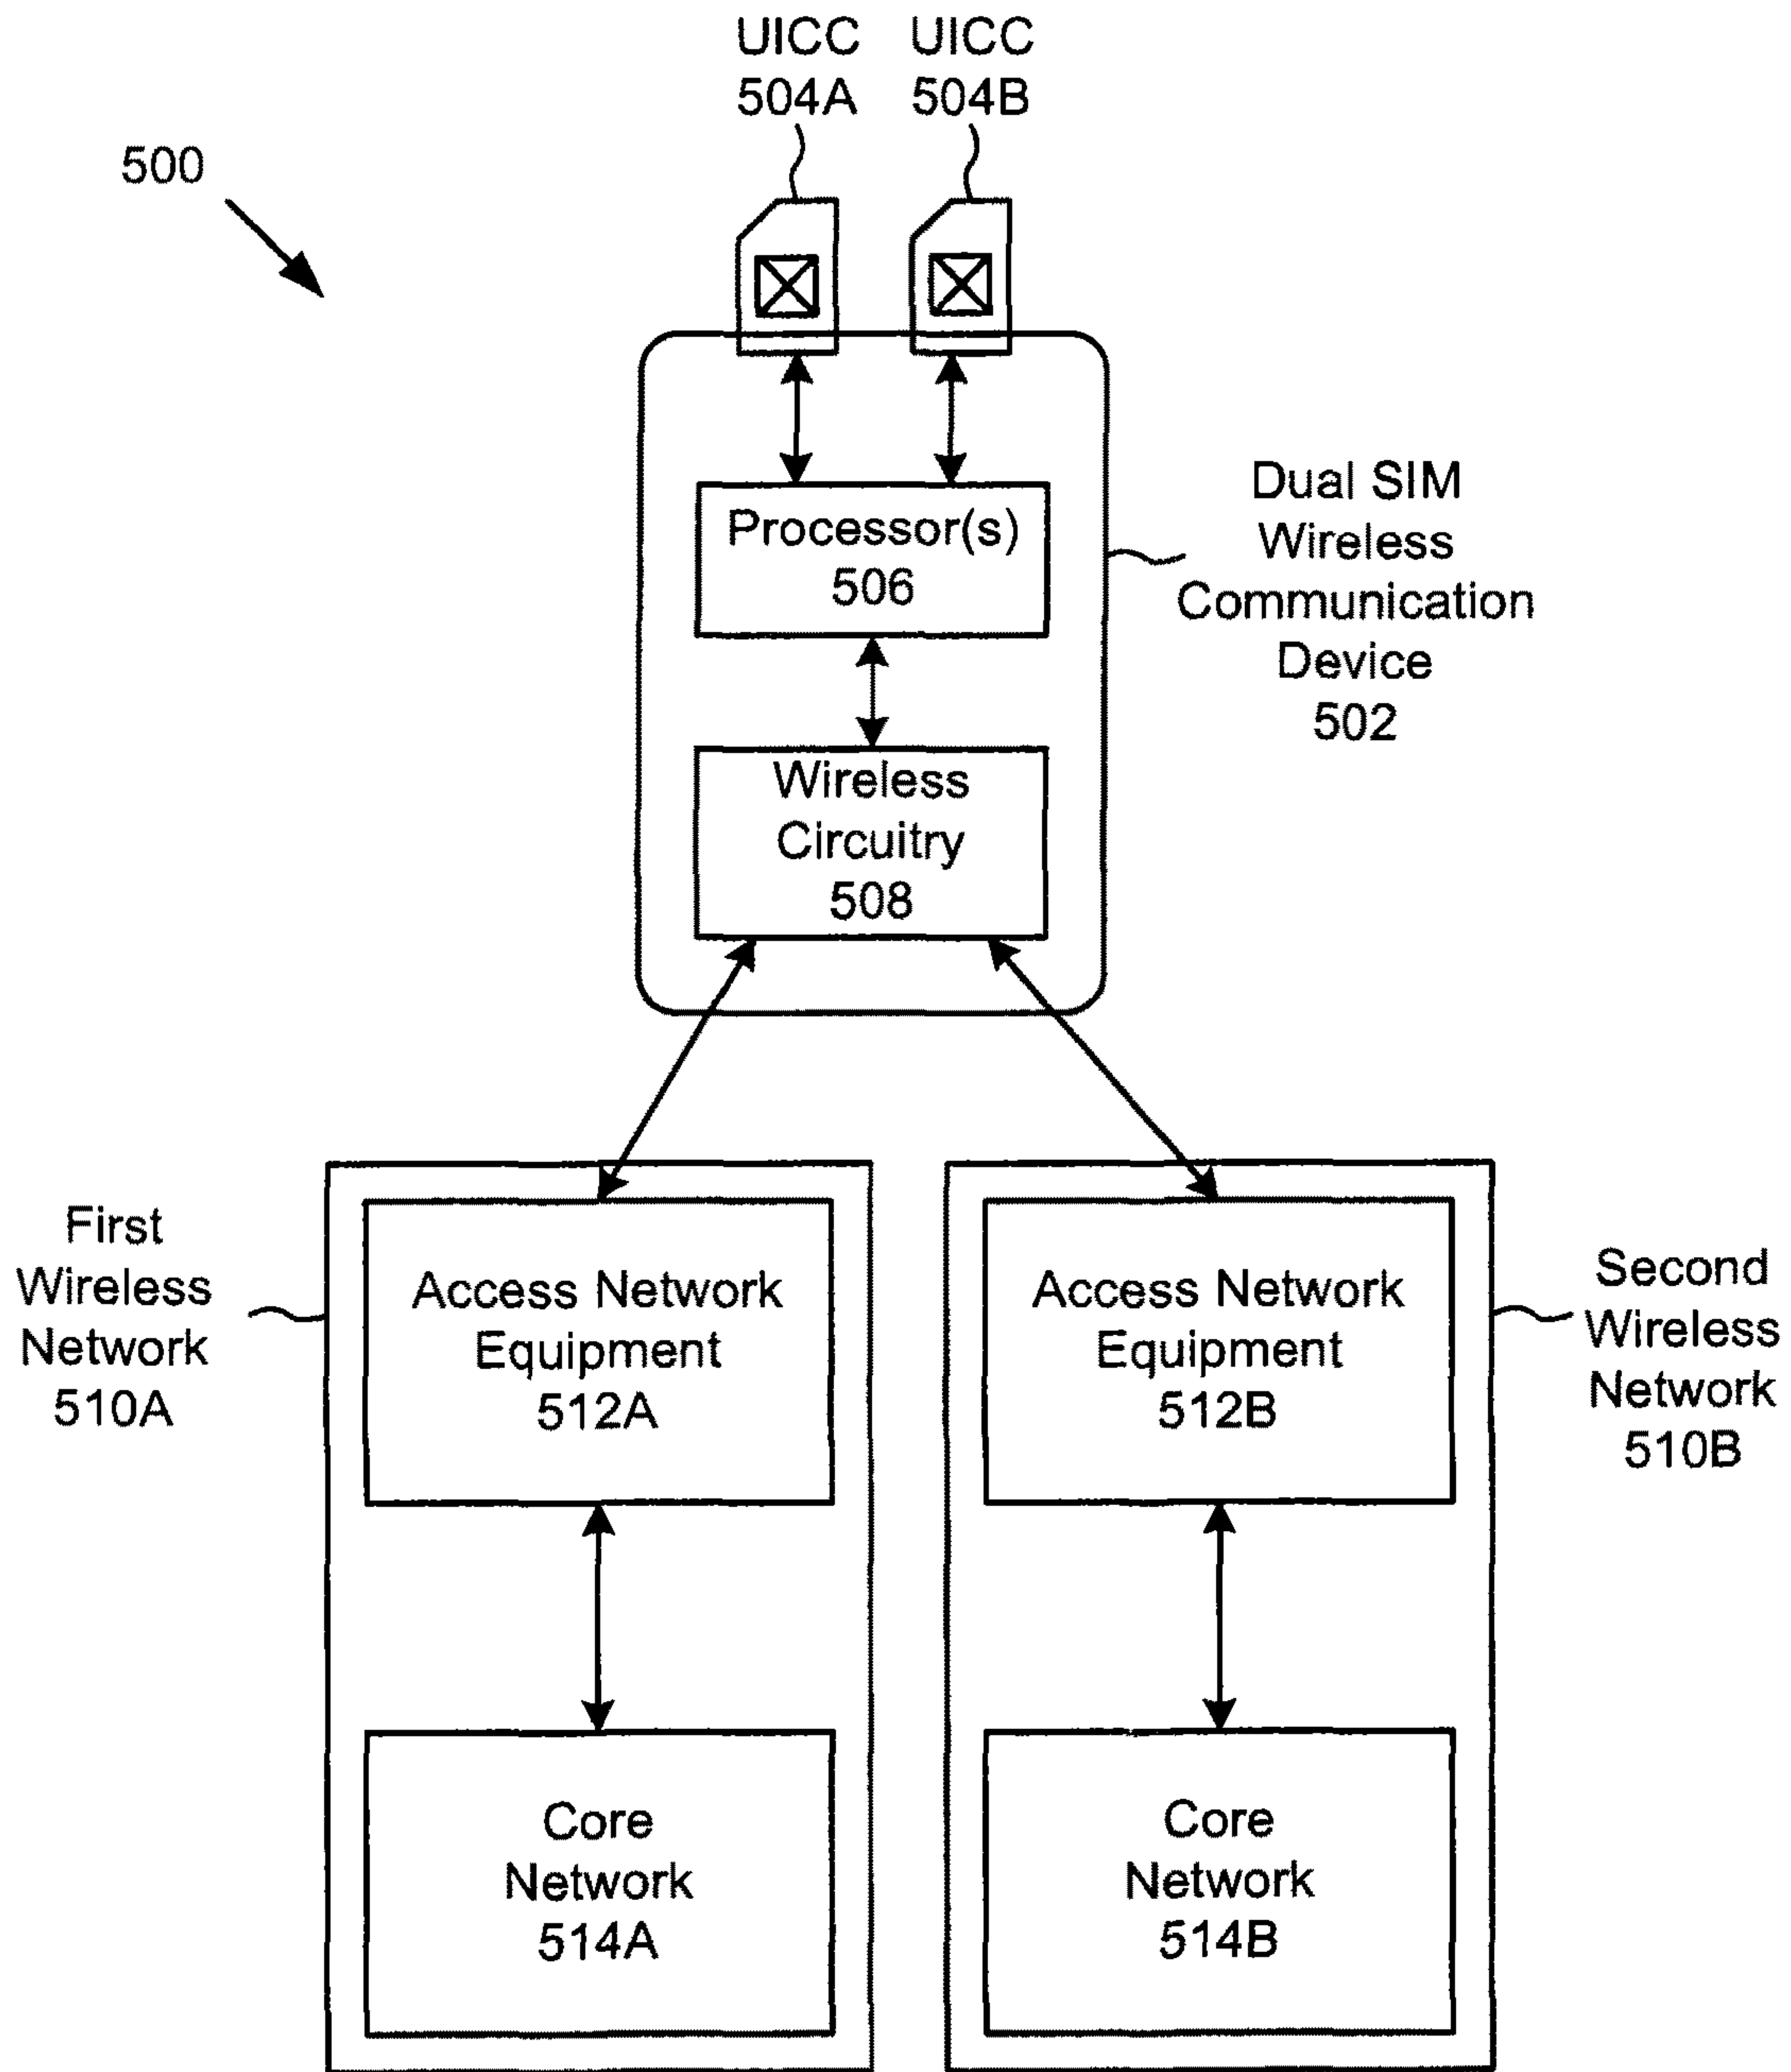 UICC
504A
UICC
504B
500
Processor(s)
506
Dual SIM
Wireless
Communication
Device
502
Wireless
Circuitry
508
First
Wireless
Network
510A
Access Network
Equipment
512A
Access Network
Equipment
512B
Second
Wireless
Network
510B
Core
Network
514A
Core
Network
514B